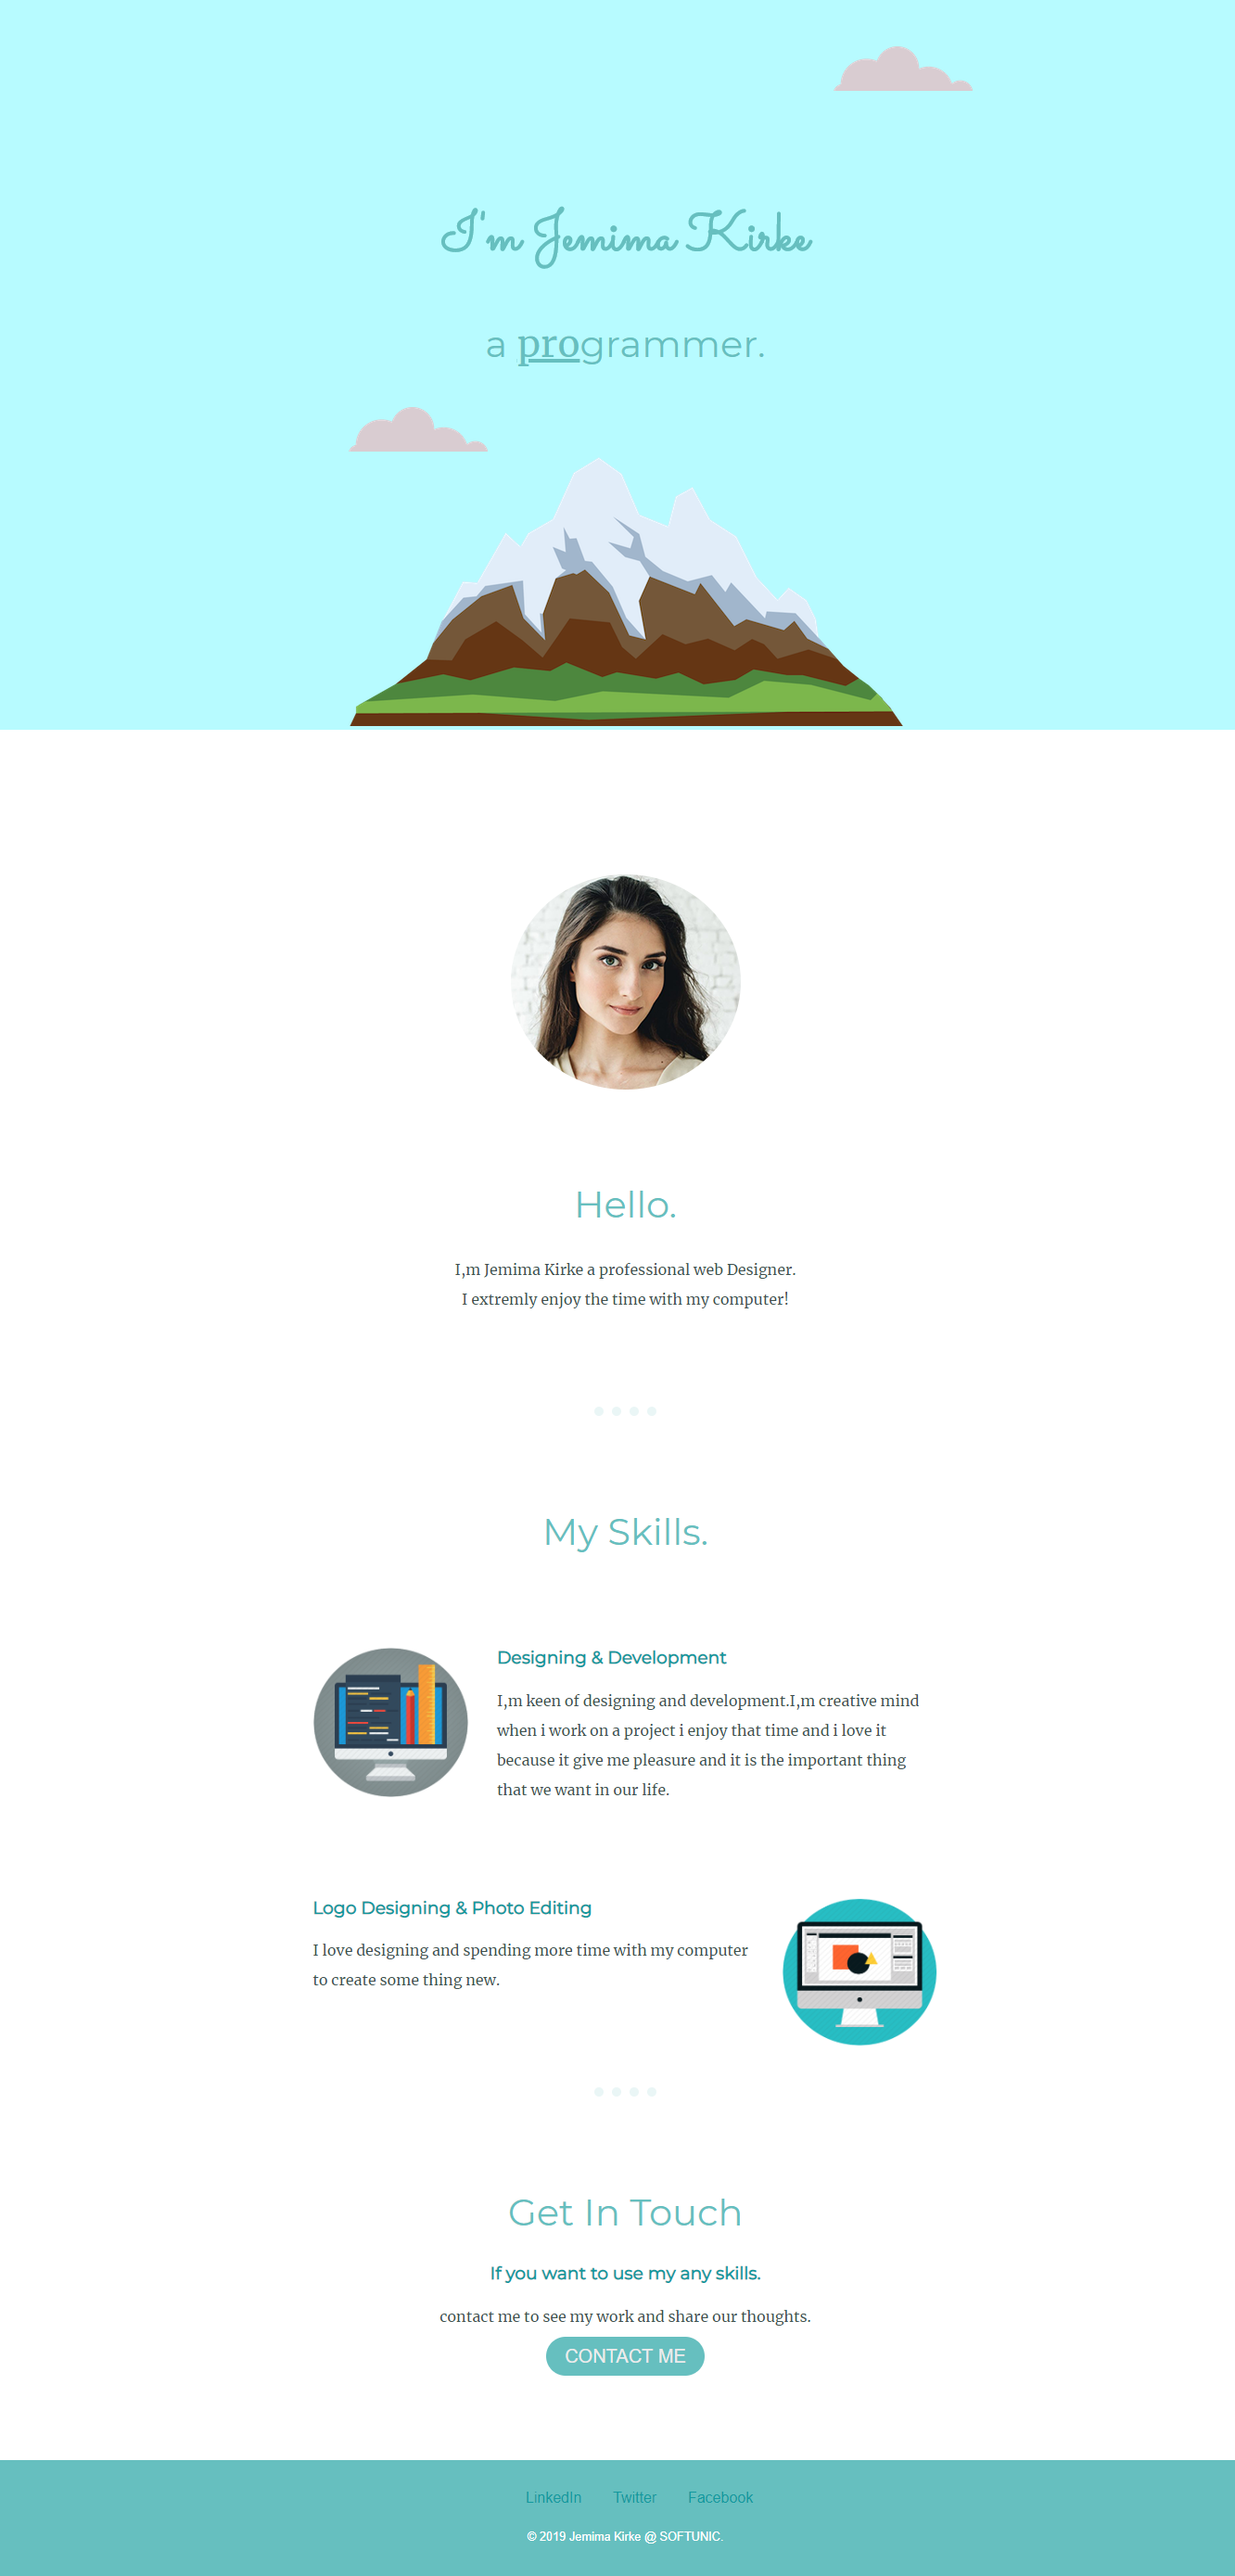 I'm Jemima Kirke
a programmer.
Hello.
I,m Jemima Kirke a professional web Designer.
I extremly enjoy the time with my computer!
My Skills.
Designing & Development
I,m keen of designing and development.I,m creative mind
when i work on a project i enjoy that time and i love it
because it give me pleasure and it is the important thing
that we want in our life.
Logo Designing & Photo Editing
I love designing and spending more time with my computer
to create some thing new.
Get In Touch
If you want to use my any skills.
contact me to see my work and share our thoughts.
CONTACT ME
LinkedIn Twitter Facebook
© 2019 Jemima Kirke @ SOFTUNIC.